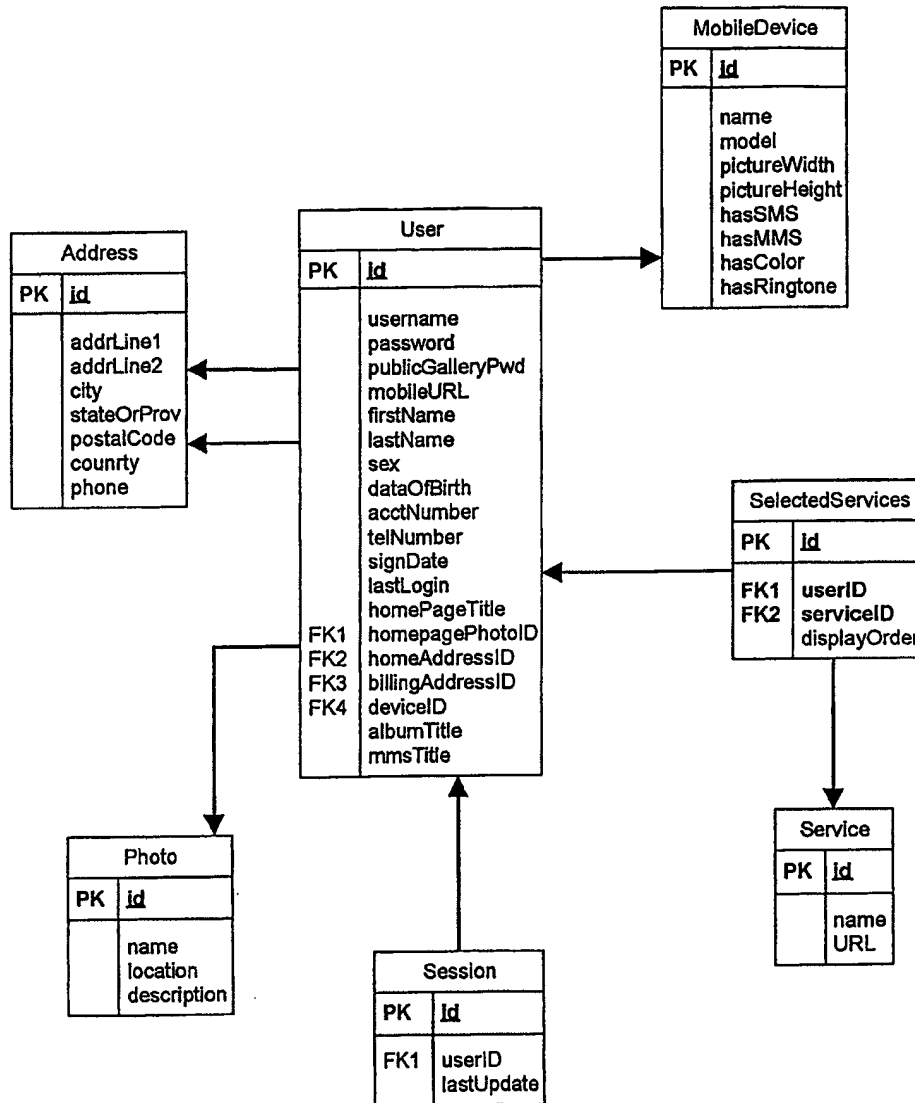 MobileDevice
PK id
name
model
pictureWidth
pictureHeight
hasSMS
hasMMS
hasColor
hasRingtone
User
PK id
username
password
publicGalleryPwd
mobileURL
firstName
lastName
sex
dataOfBirth
acctNumber
telNumber
signDate
lastLogin
homePageTitle
FK1 homepagePhotoID
FK2 homeAddressID
FK3 billingAddressID
FK4 deviceID
albumTitle
mmsTitle
Address
PK id
addrLine1
addrLine2
city
stateOrProv
postalCode
counrty
phone
SelectedServices
PK id
FK1 userID
FK2 serviceID
displayOrder
Service
PK id
name
URL
Photo
PK id
name
location
description
Session
PK id
FK1 userID
lastUpdate